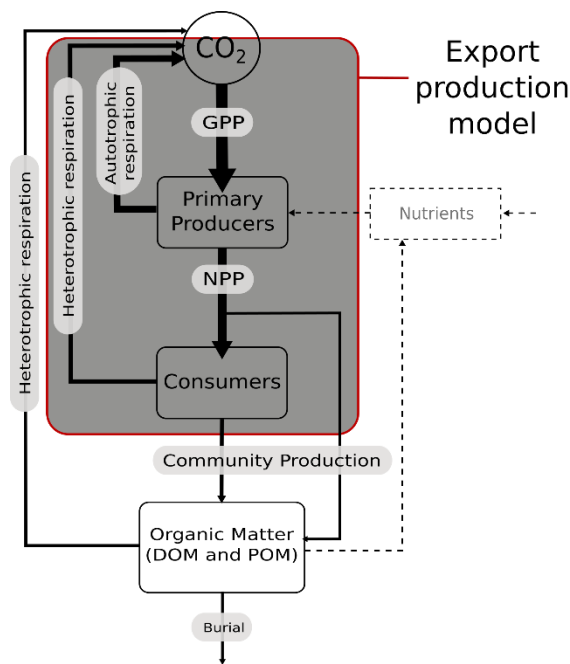 CO2
Export
production
model
GPP
Autotrophic
respiration
Heterotrophic respiration
Heterotrophic respiration
Primary
Producers
Nutrients
NPP
Consumers
Community Production
Organic Matter
(DOM and POM)
Burial